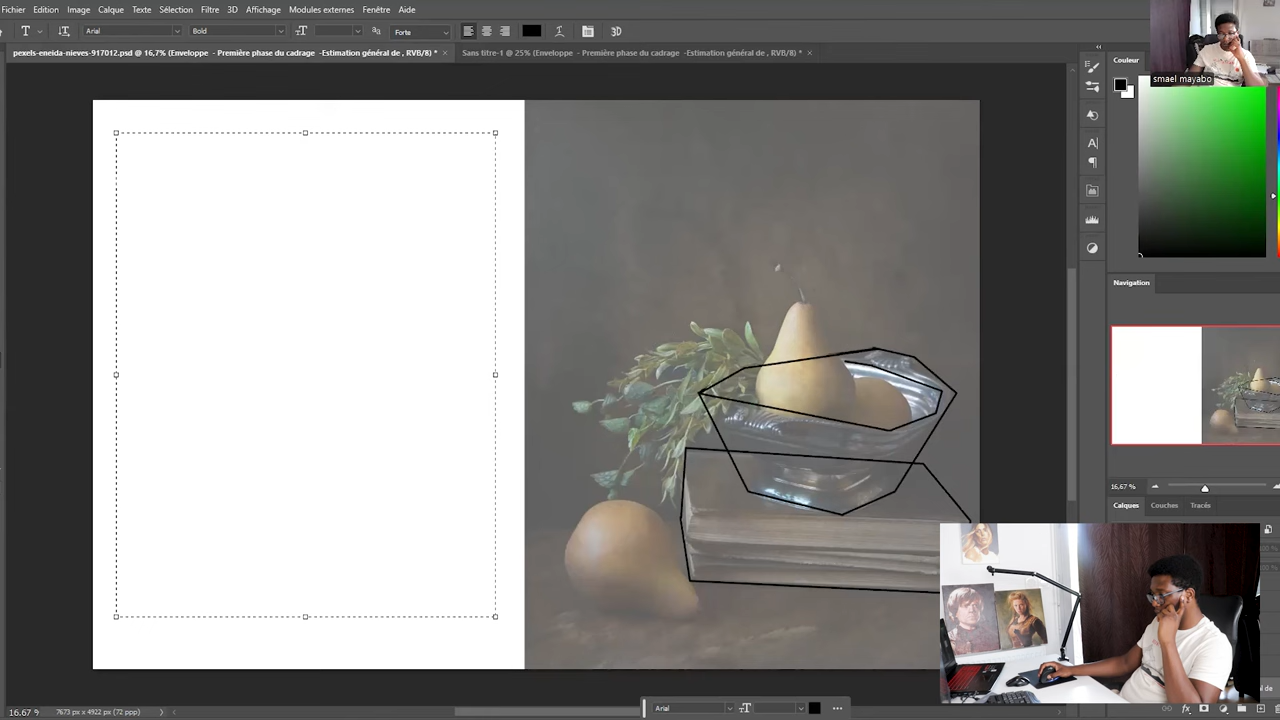 Fichier Edition Image Calque Texte Sélection Filtre 3D Affichage Modules externes Fenêtre Aide
Arial Bold Forte 3D
pexels-eneida-nieves-917012.psd @ 16,7% (Enveloppe - Première phase du cadrage -Estimation général de , RVB/8) * Sans titre-1 @ 25% (Enveloppe - Première phase du cadrage -Estimation général de , RVB/8) *
smael mayabo
Couleur
Navigation
16,67 %
Calques Couches Tracés
Arial
16,67 % 7673 px x 4922 px (72 ppp)